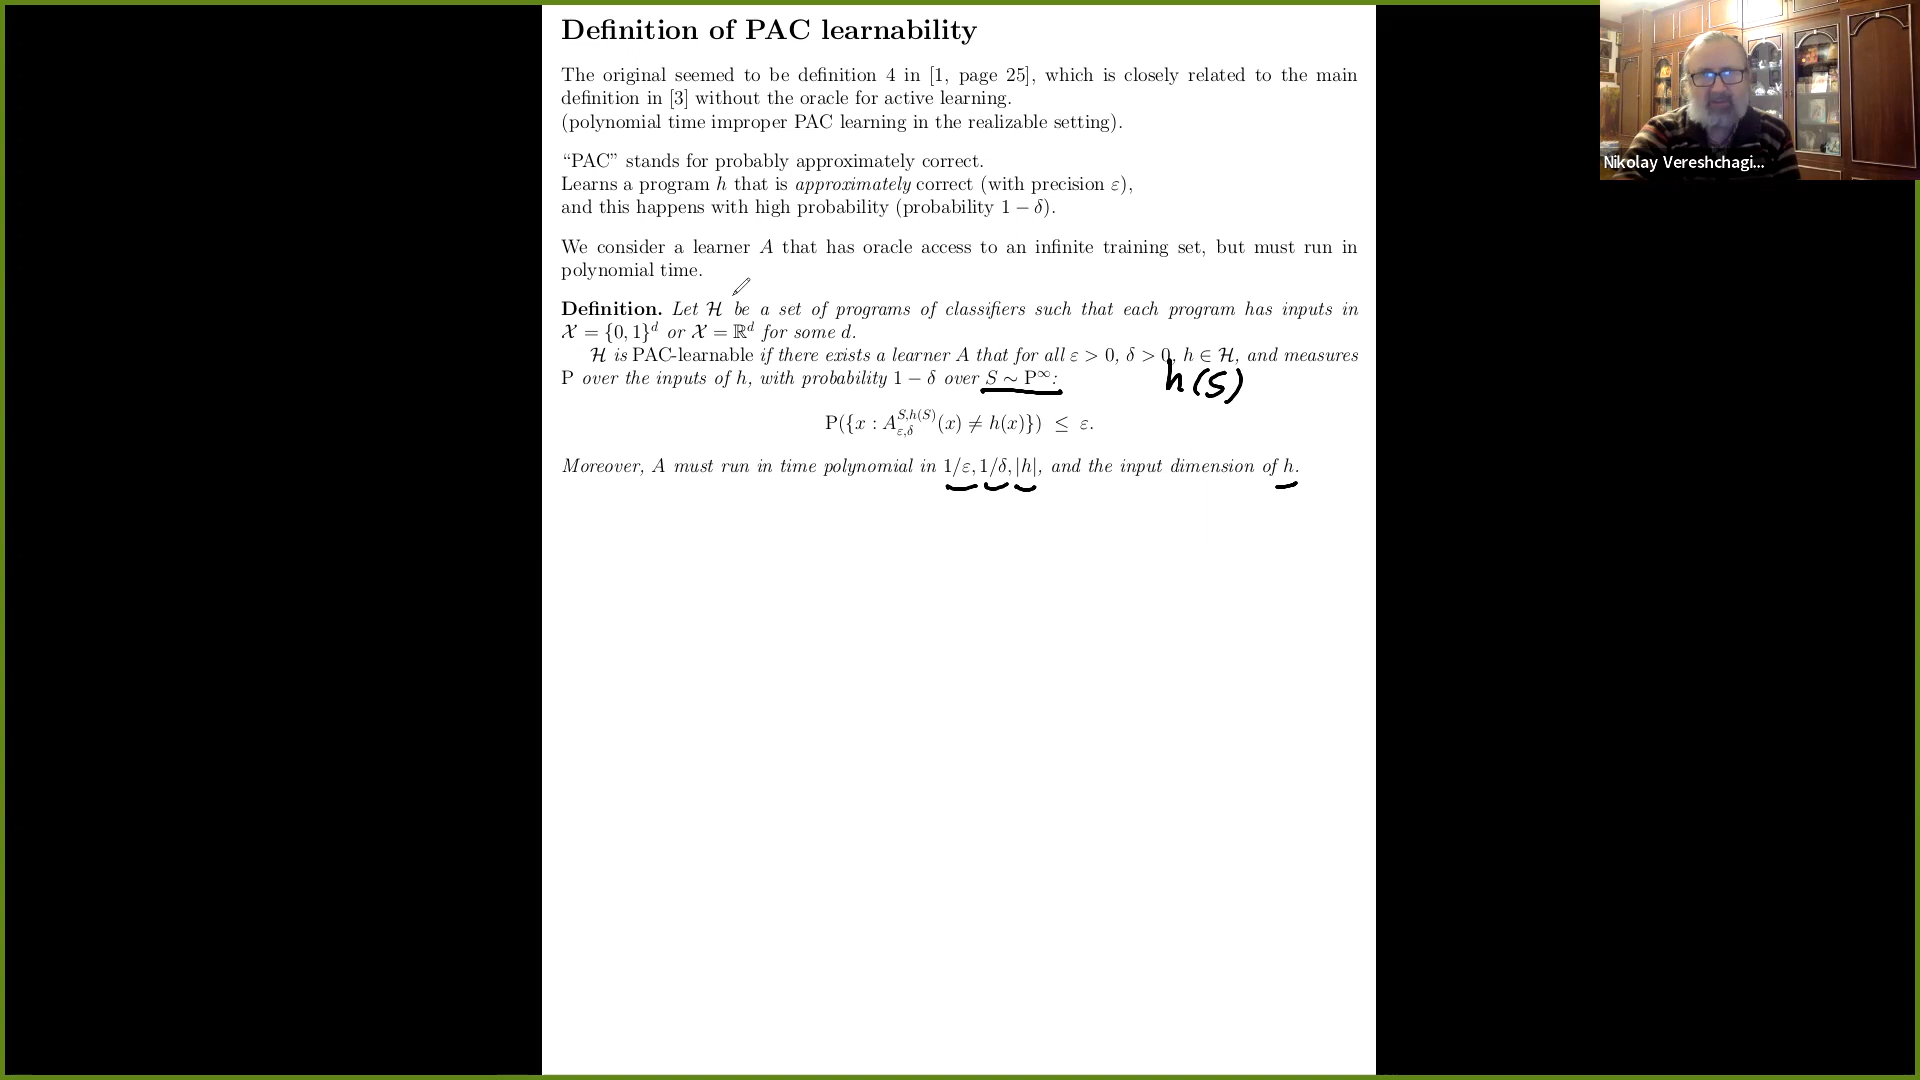 Definition of PAC learnability
The original seemed to be definition 4 in [1, page 25], which is closely related to the main
definition in [3] without the oracle for active learning.
(polynomial time improper PAC learning in the realizable setting).
“PAC” stands for probably approximately correct.
Learns a program h that is approximately correct (with precision ε),
and this happens with high probability (probability 1 − δ).
We consider a learner A that has oracle access to an infinite training set, but must run in
polynomial time.
Definition. Let ℋ be a set of programs of classifiers such that each program has inputs in
𝒳 = {0, 1}^d or 𝒳 = ℝ^d for some d.
ℋ is PAC-learnable if there exists a learner A that for all ε > 0, δ > 0, h ∈ ℋ, and measures
P over the inputs of h, with probability 1 − δ over S ∼ P^∞:
h(S)
P({x : A_{ε,δ}^{S,h(S)}(x) ≠ h(x)}) ≤ ε.
Moreover, A must run in time polynomial in 1/ε, 1/δ, |h|, and the input dimension of h.
Nikolay Vereshchagi...